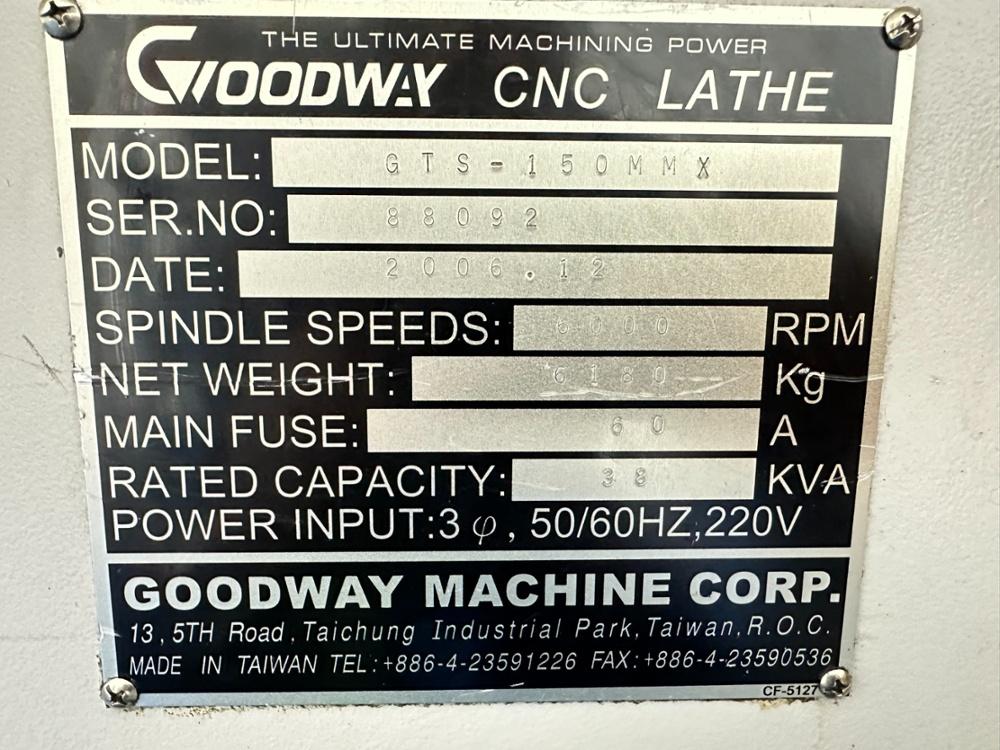 THE ULTIMATE MACHINING POWER
GOODWAY CNC LATHE
MODEL: GTS-150MMX
SER.NO: 88092
DATE: 2006.12
SPINDLE SPEEDS: 6000 RPM
NET WEIGHT: 6180 Kg
MAIN FUSE: 60 A
RATED CAPACITY: 38 KVA
POWER INPUT:3 φ, 50/60HZ,220V
GOODWAY MACHINE CORP.
13, 5TH Road, Taichung Industrial Park, Taiwan, R.O.C.
MADE IN TAIWAN TEL:+886-4-23591226 FAX:+886-4-23590536
CF-5127